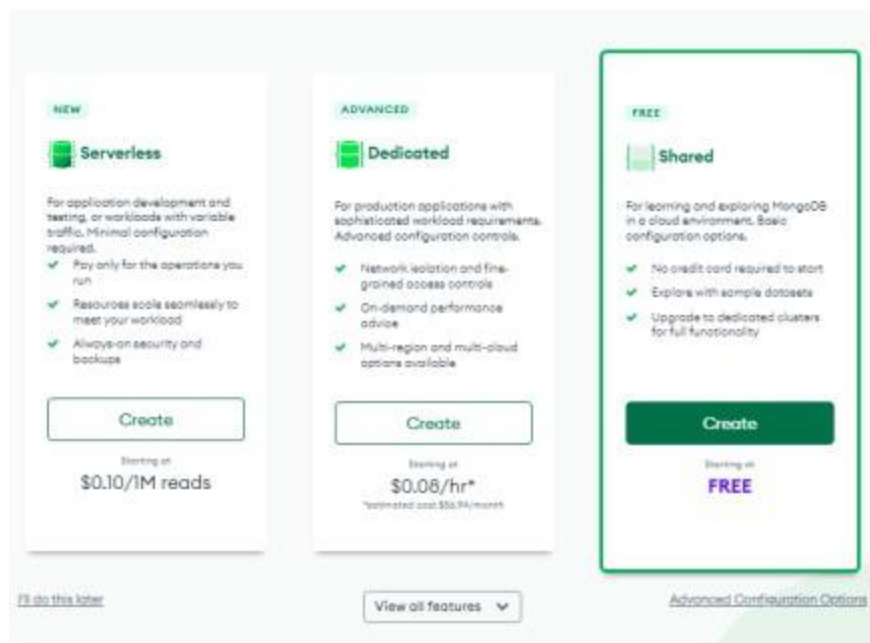 NEW
Serverless
For application development and
testing, or workloads with variable
traffic. Minimal configuration
required.
Pay only for the operations you
run
Resources scale seamlessly to
meet your workload
Always-on security and
backups
Create
Starting at
$0.10/1M reads
ADVANCED
Dedicated
For production applications with
sophisticated workload requirements.
Advanced configuration controls.
Network isolation and fine-
grained access controls
On-demand performance
advice
Multi-region and multi-cloud
options available
Create
Starting at
$0.08/hr*
*estimated cost $56.94/month
FREE
Shared
For learning and exploring MongoDB
in a cloud environment. Basic
configuration options.
No credit card required to start
Explore with sample datasets
Upgrade to dedicated clusters
for full functionality
Create
Starting at
FREE
I'll do this later
View all features
Advanced Configuration Options